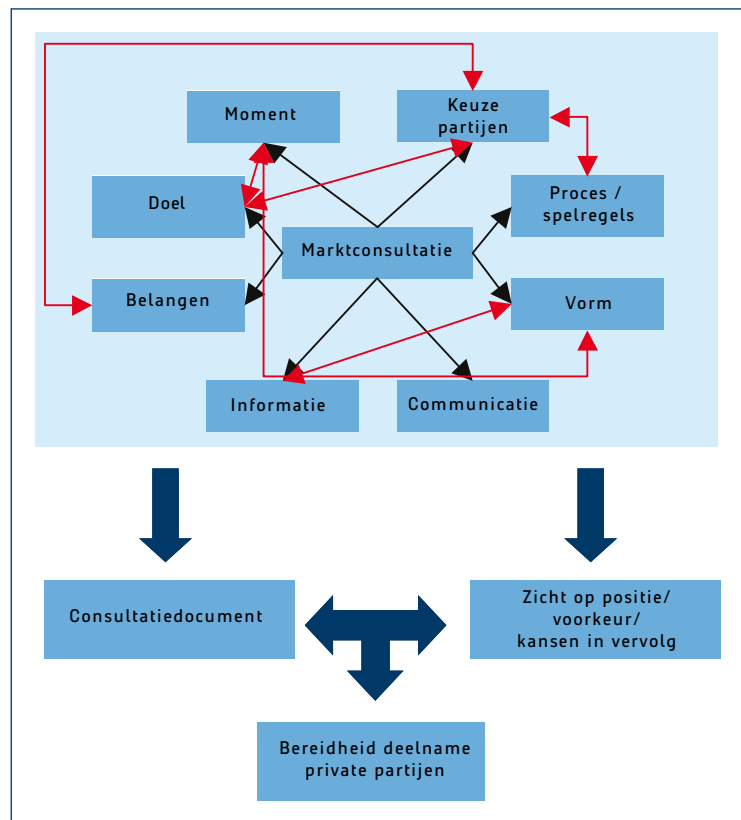 Moment
Keuze
partijen
Doel
Proces /
spelregels
Marktconsultatie
Belangen
Vorm
Informatie
Communicatie
Consultatiedocument
Zicht op positie/
voorkeur/
kansen in vervolg
Bereidheid deelname
private partijen